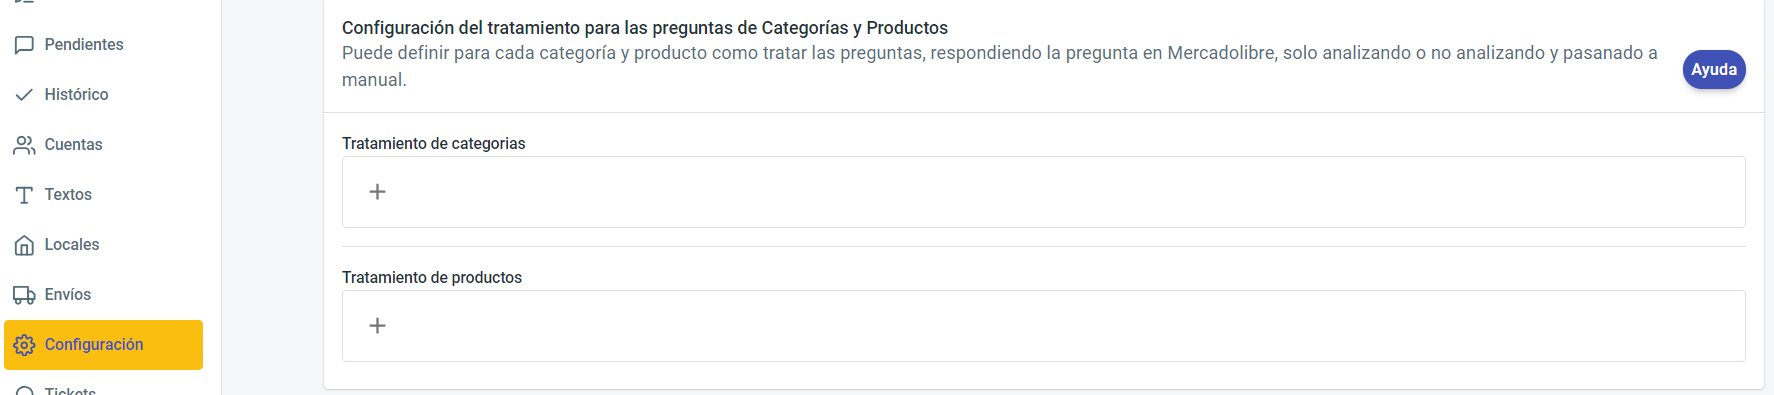 Pendientes
Histórico
Cuentas
Textos
Locales
Envíos
Configuración
Tickets
Configuración del tratamiento para las preguntas de Categorías y Productos
Puede definir para cada categoría y producto como tratar las preguntas, respondiendo la pregunta en Mercadolibre, solo analizando o no analizando y pasanado a
manual.
Ayuda
Tratamiento de categorias
Tratamiento de productos